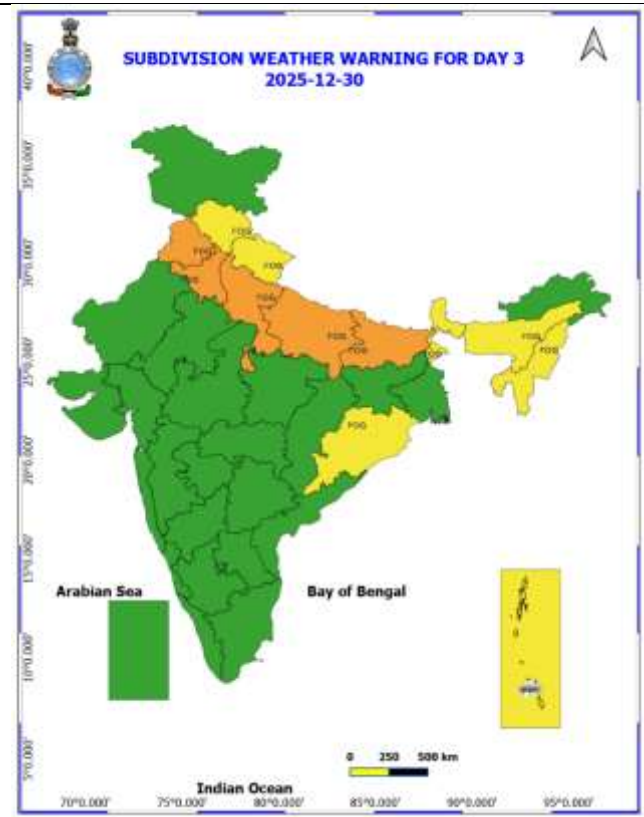 SUBDIVISION WEATHER WARNING FOR DAY 3
2025-12-30
40°0.000'
35°0.000'
30°0.000'
25°0.000'
20°0.000'
15°0.000'
10°0.000'
5°0.000'
FOG
FOG
FOG
FOG
FOG
FOG
FOG
FOG
FOG
Arabian Sea
Bay of Bengal
0 250 500 km
Indian Ocean
70°0.000' 75°0.000' 80°0.000' 85°0.000' 90°0.000' 95°0.000'